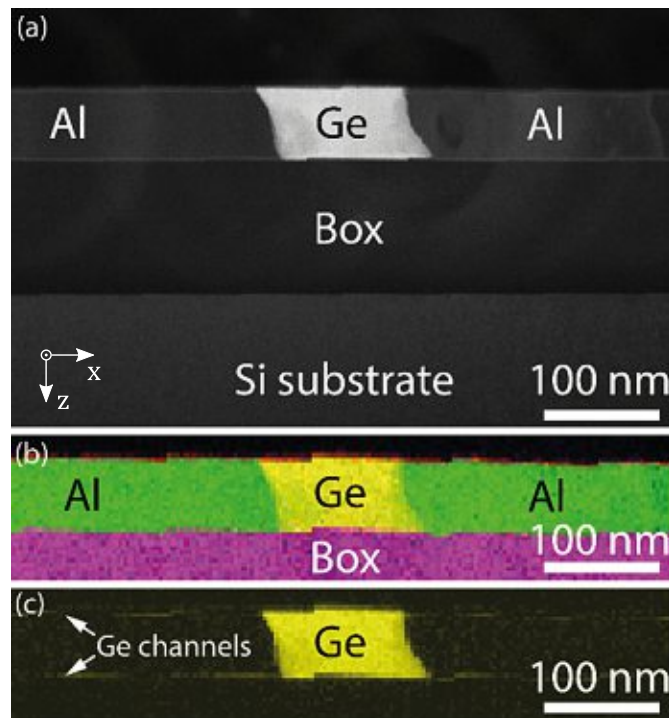 (a)
Al Ge Al
Box
x
z
Si substrate
100 nm
(b)
Al Ge Al
Box
100 nm
(c)
Ge channels
Ge
100 nm